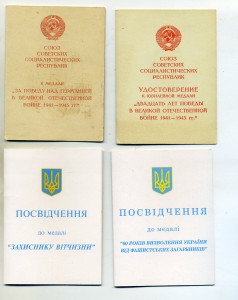 СОЮЗ
СОВЕТСКИХ
СОЦИАЛИСТИЧЕСКИХ
РЕСПУБЛИК
К МЕДАЛИ
„ЗА ПОБЕДУ НАД ГЕРМАНИЕЙ
В ВЕЛИКОЙ ОТЕЧЕСТВЕННОЙ
ВОЙНЕ 1941—1945 гг."
СОЮЗ
СОВЕТСКИХ
СОЦИАЛИСТИЧЕСКИХ
РЕСПУБЛИК
УДОСТОВЕРЕНИЕ
К ЮБИЛЕЙНОЙ МЕДАЛИ
„ДВАДЦАТЬ ЛЕТ ПОБЕДЫ
В ВЕЛИКОЙ ОТЕЧЕСТВЕННОЙ
ВОЙНЕ 1941—1945 гг."
ПОСВІДЧЕННЯ
до медалі
"ЗАХИСНИКУ ВІТЧИЗНИ"
ПОСВІДЧЕННЯ
до медалі
"60 РОКІВ ВИЗВОЛЕННЯ УКРАЇНИ
ВІД ФАШИСТСЬКИХ ЗАГАРБНИКІВ"